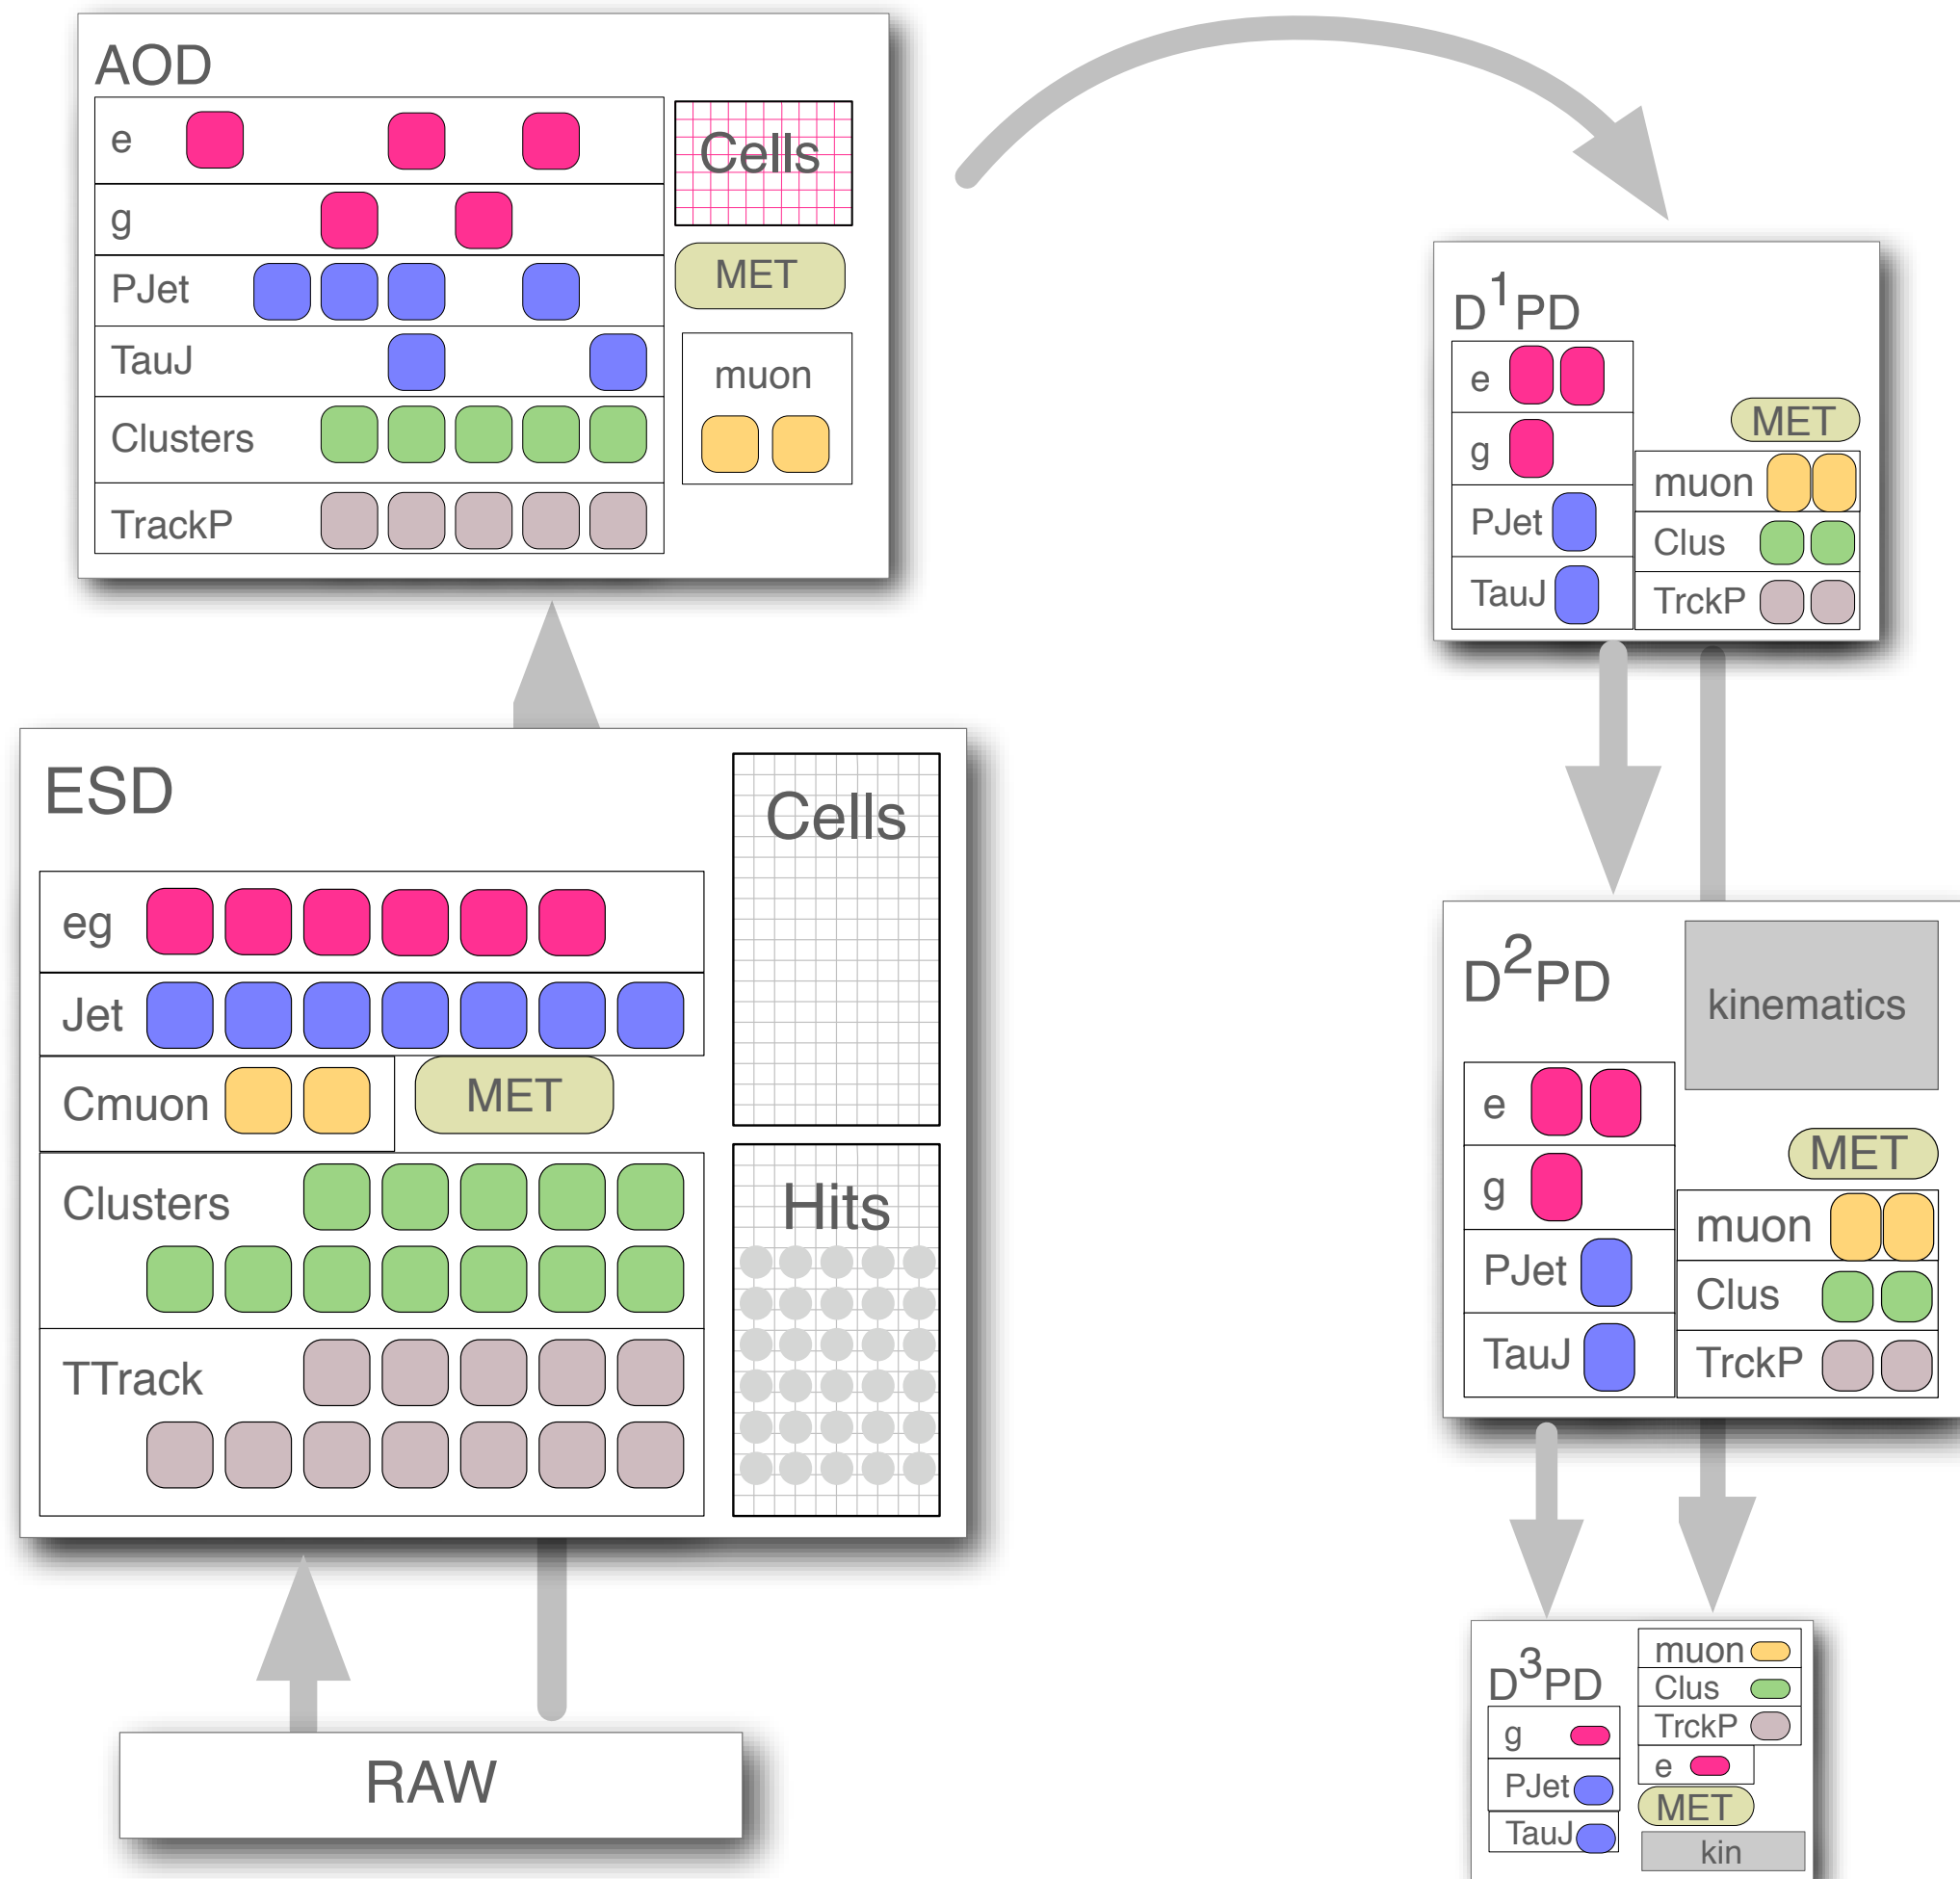 AOD
e
g
PJet
TauJ
Clusters
TrackP
Cells
MET
muon
ESD
eg
Jet
Cmuon
MET
Clusters
TTrack
Cells
Hits
RAW
D1PD
e
g
PJet
TauJ
MET
muon
Clus
TrckP
D2PD
kinematics
e
g
PJet
TauJ
MET
muon
Clus
TrckP
D3PD
g
PJet
TauJ
muon
Clus
TrckP
e
MET
kin